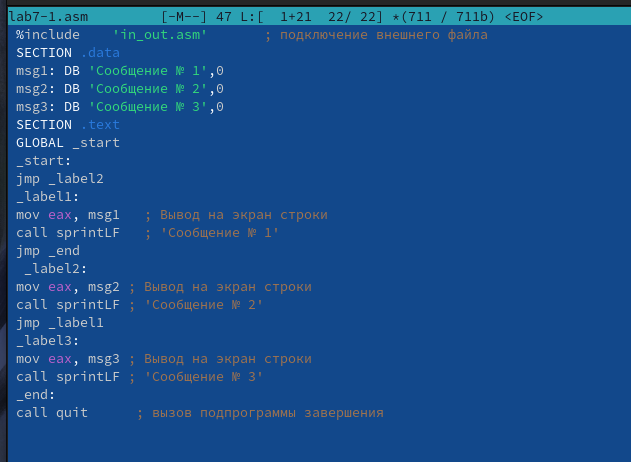 lab7-1.asm [-M--] 47 L:[ 1+21 22/ 22] *(711 / 711b) <EOF>
%include 'in_out.asm' ; подключение внешнего файла
SECTION .data
msg1: DB 'Сообщение № 1',0
msg2: DB 'Сообщение № 2',0
msg3: DB 'Сообщение № 3',0
SECTION .text
GLOBAL _start
_start:
jmp _label2
_label1:
mov eax, msg1 ; Вывод на экран строки
call sprintLF ; 'Сообщение № 1'
jmp _end
_label2:
mov eax, msg2 ; Вывод на экран строки
call sprintLF ; 'Сообщение № 2'
jmp _label1
_label3:
mov eax, msg3 ; Вывод на экран строки
call sprintLF ; 'Сообщение № 3'
_end:
call quit ; вызов подпрограммы завершения